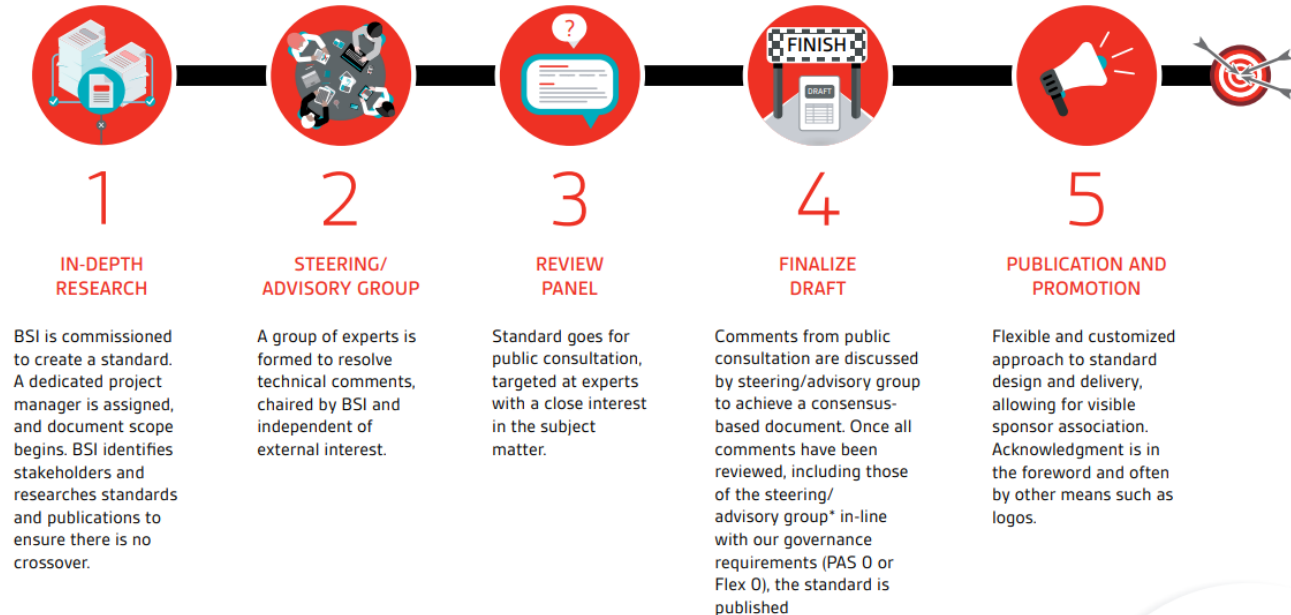 ?
FINISH
DRAFT
1
IN-DEPTH
RESEARCH
BSI is commissioned
to create a standard.
A dedicated project
manager is assigned,
and document scope
begins. BSI identifies
stakeholders and
researches standards
and publications to
ensure there is no
crossover.
2
STEERING/
ADVISORY GROUP
A group of experts is
formed to resolve
technical comments,
chaired by BSI and
independent of
external interest.
3
REVIEW
PANEL
Standard goes for
public consultation,
targeted at experts
with a close interest
in the subject
matter.
4
FINALIZE
DRAFT
Comments from public
consultation are discussed
by steering/advisory group
to achieve a consensus-
based document. Once all
comments have been
reviewed, including those
of the steering/
advisory group* in-line
with our governance
requirements (PAS 0 or
Flex 0), the standard is
published
5
PUBLICATION AND
PROMOTION
Flexible and customized
approach to standard
design and delivery,
allowing for visible
sponsor association.
Acknowledgment is in
the foreword and often
by other means such as
logos.